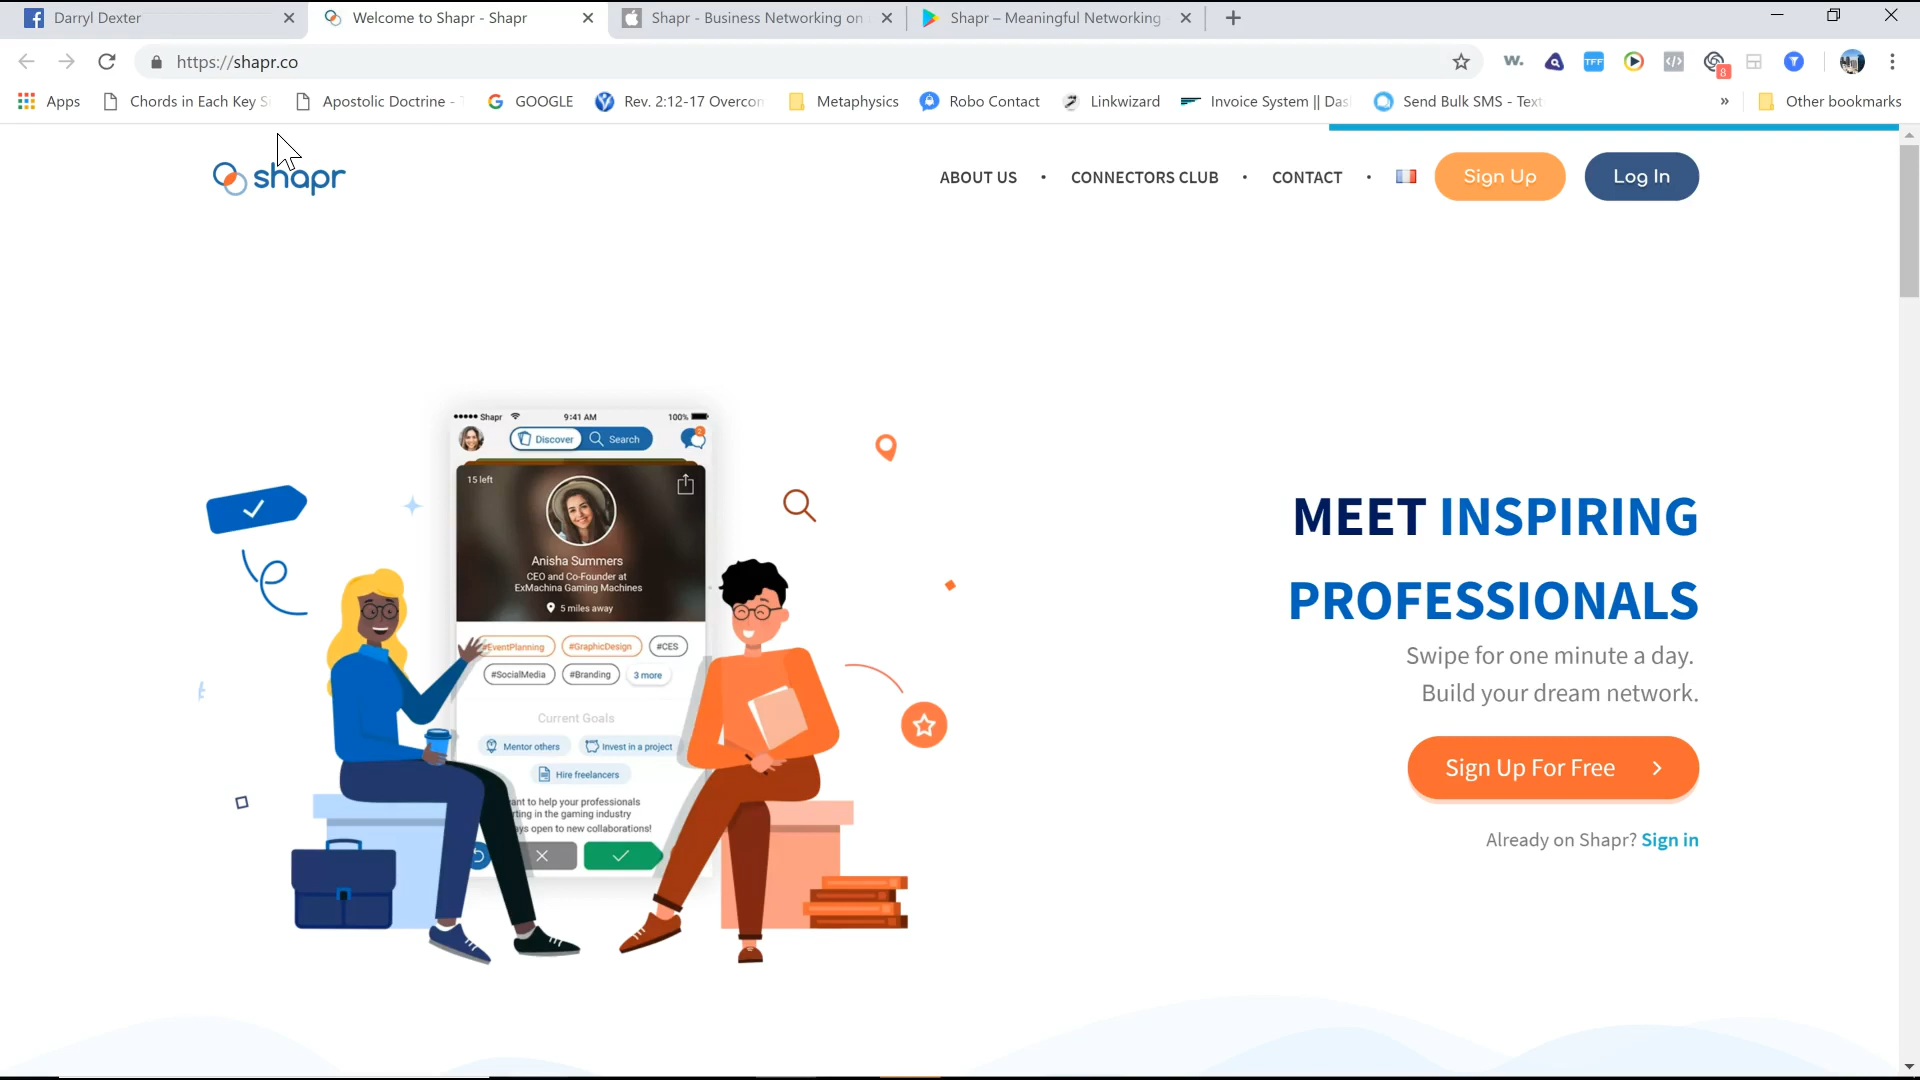 Darryl Dexter
Welcome to Shapr - Shapr
Shapr - Business Networking on
Shapr – Meaningful Networking
https://shapr.co
TFF
8
Apps
Chords in Each Key
Apostolic Doctrine -
GOOGLE
Rev. 2:12-17
Metaphysics
Robo Contact
Linkwizard
Invoice System ||
Send Bulk SMS - Text
»
Other bookmarks
shapr
ABOUT US • CONNECTORS CLUB • CONTACT •
Sign Up
Log In
Shapr
9:41 AM
100%
Discover
Search
2
15 left
Anisha Summers
CEO and Co-Founder at
ExMachina Gaming Machines
5 miles away
#EventPlanning
#GraphicDesign
#CES
#SocialMedia
#Branding
3 more
Current Goals
Mentor others
Invest in a project
Hire freelancers
to help your professionals
in the gaming industry
open to new collaborations!
MEET INSPIRING
PROFESSIONALS
Swipe for one minute a day.
Build your dream network.
Sign Up For Free
Already on Shapr? Sign in